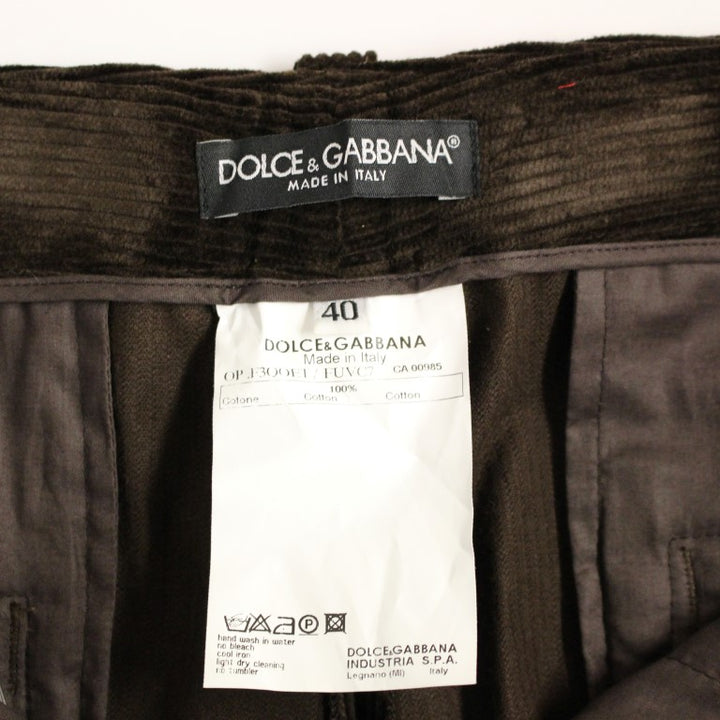 DOLCE & GABBANA®
MADE IN ITALY
40
DOLCE&GABBANA
Made in Italy
CA 00985
100%
Cotone Cotton Cotton
hand wash in water
no bleach
cool iron
light dry cleaning
no tumbler
DOLCE&GABBANA
INDUSTRIA S.P.A.
Legnano (MI) Italy